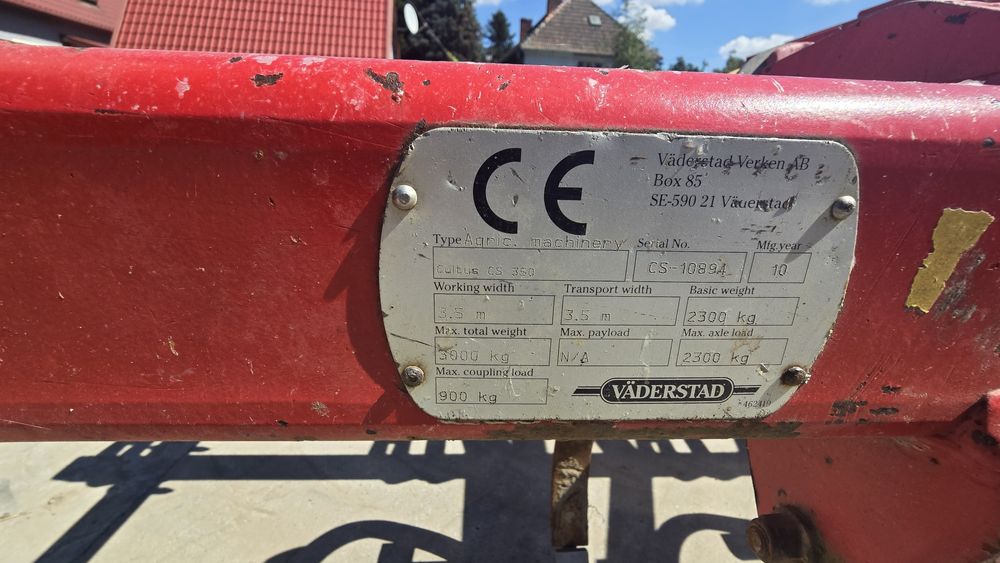 CE
Väderstad-Verken AB
Box 85
SE-590 21 Väderstad
Type Agric. machinery Serial No. Mfg.year
Cultus CS 350 CS-10894 10
Working width Transport width Basic weight
3.5 m 3.5 m 2300 kg
Max. total weight Max. payload Max. axle load
N/A 2300 kg
Max. coupling load
900 kg
VÄDERSTAD